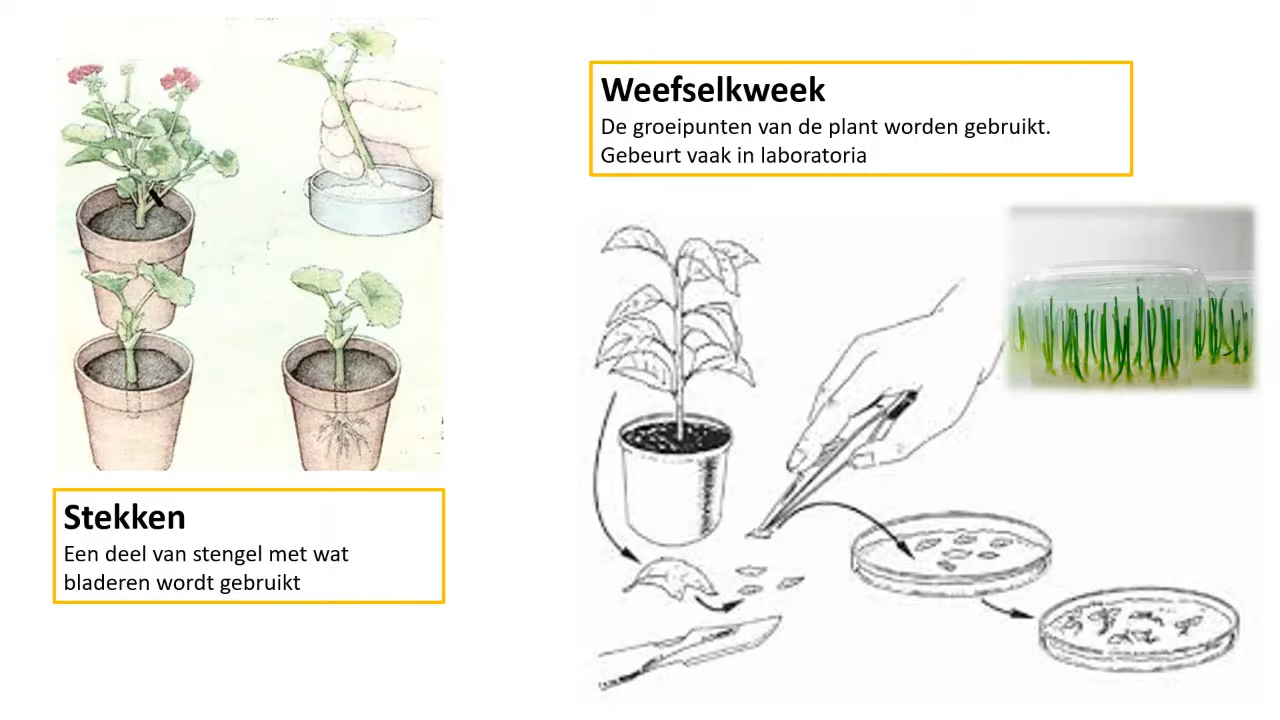 Weefselkweek
De groeipunten van de plant worden gebruikt.
Gebeurt vaak in laboratoria
Stekken
Een deel van stengel met wat
bladeren wordt gebruikt